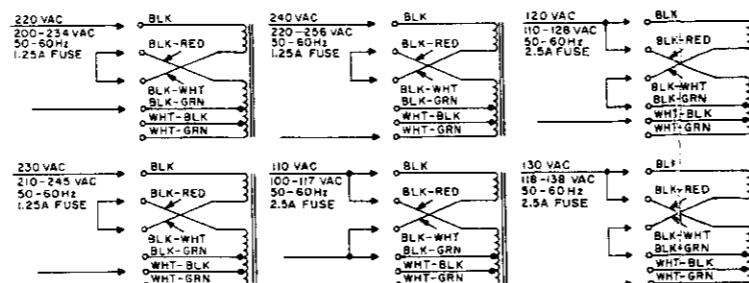 220 VAC
200-234 VAC
50-60Hz
1.25A FUSE
BLK
BLK-RED
BLK-WHT
BLK-GRN
WHT-BLK
WHT-GRN
240 VAC
220-256 VAC
50-60Hz
1.25A FUSE
BLK
BLK-RED
BLK-WHT
BLK-GRN
WHT-BLK
WHT-GRN
120 VAC
110-128 VAC
50-60Hz
2.5A FUSE
BLK
BLK-RED
BLK-WHT
BLK-GRN
WHT-BLK
WHT-GRN
230 VAC
210-245 VAC
50-60Hz
1.25A FUSE
BLK
BLK-RED
BLK-WHT
BLK-GRN
WHT-BLK
WHT-GRN
110 VAC
100-117 VAC
50-60Hz
2.5A FUSE
BLK
BLK-RED
BLK-WHT
BLK-GRN
WHT-BLK
WHT-GRN
130 VAC
118-138 VAC
50-60Hz
2.5A FUSE
BLK
BLK-RED
BLK-WHT
BLK-GRN
WHT-BLK
WHT-GRN